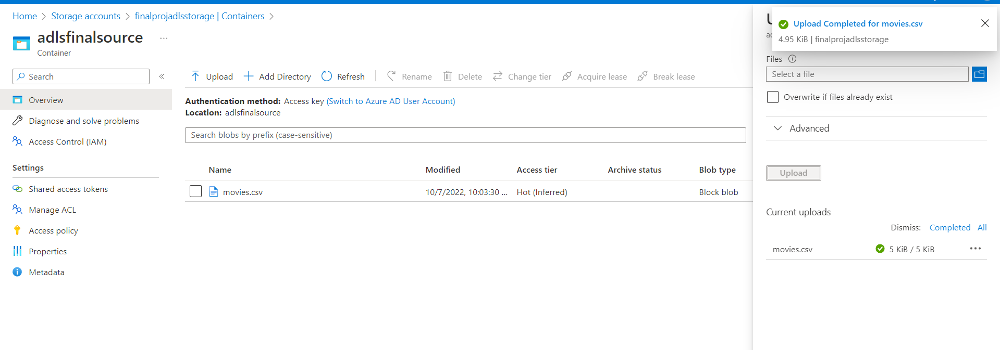 Home > Storage accounts > finalprojadlsstorage | Containers >
adlsfinalsource ...
Container
Search «
Overview
Diagnose and solve problems
Access Control (IAM)
Settings
Shared access tokens
Manage ACL
Access policy
Properties
Metadata
Upload Add Directory Refresh Rename Delete Change tier Acquire lease Break lease
Authentication method: Access key (Switch to Azure AD User Account)
Location: adlsfinalsource
Search blobs by prefix (case-sensitive)
Name Modified Access tier Archive status Blob type
movies.csv 10/7/2022, 10:03:30 ... Hot (Inferred) Block blob
Upload Completed for movies.csv
4.95 KiB | finalprojadlsstorage
Files
Select a file
Overwrite if files already exist
Advanced
Upload
Current uploads
Dismiss: Completed All
movies.csv 5 KiB / 5 KiB ...